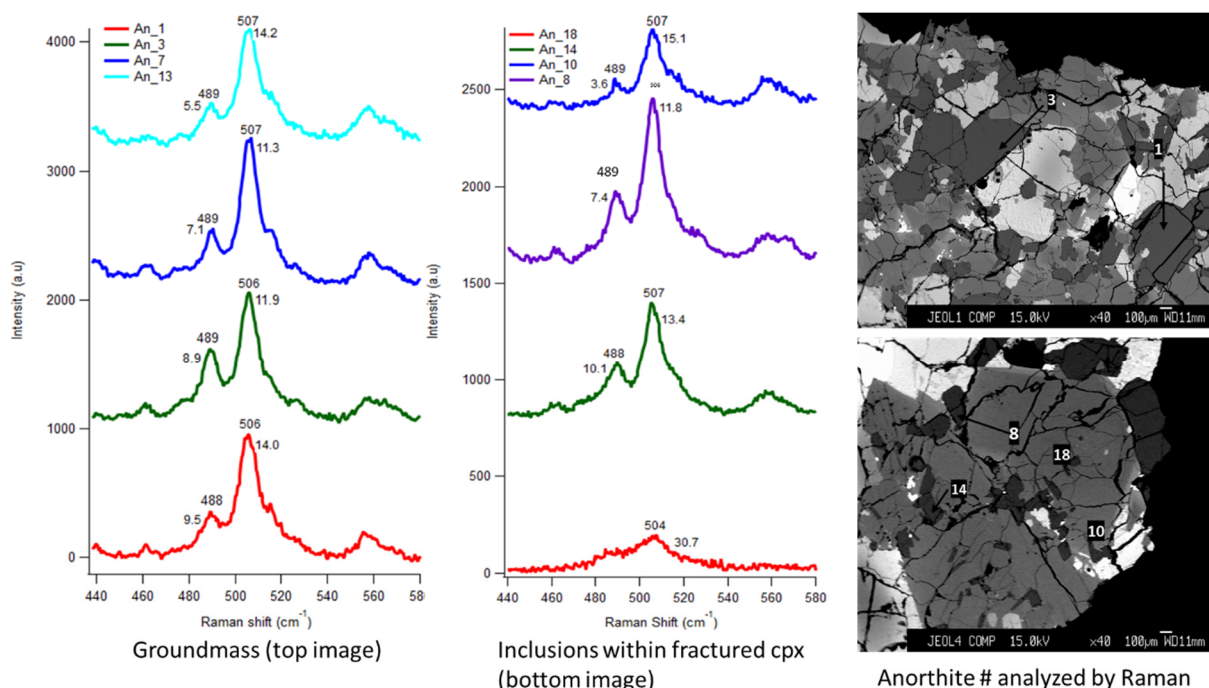 An_1
An_3
An_7
An_13
507
14.2
489
5.5
507
11.3
489
7.1
506
11.9
489
8.9
506
14.0
488
9.5
4000
3000
2000
1000
0
Intensity (a.u)
440 460 480 500 520 540 560 580
Raman shift (cm-1)
Groundmass (top image)
An_18
An_14
An_10
An_8
507
15.1
489
3.6
506
11.8
489
7.4
507
13.4
488
10.1
504
30.7
2500
2000
1500
1000
500
0
Intensity (a.u)
440 460 480 500 520 540 560 580
Raman Shift (cm-1)
Inclusions within fractured cpx
(bottom image)
3
1
JEOL1 COMP 15.0kV ×40 100µm WD11mm
8
18
14
10
JEOL4 COMP 15.0kV ×40 100µm WD11mm
Anorthite # analyzed by Raman